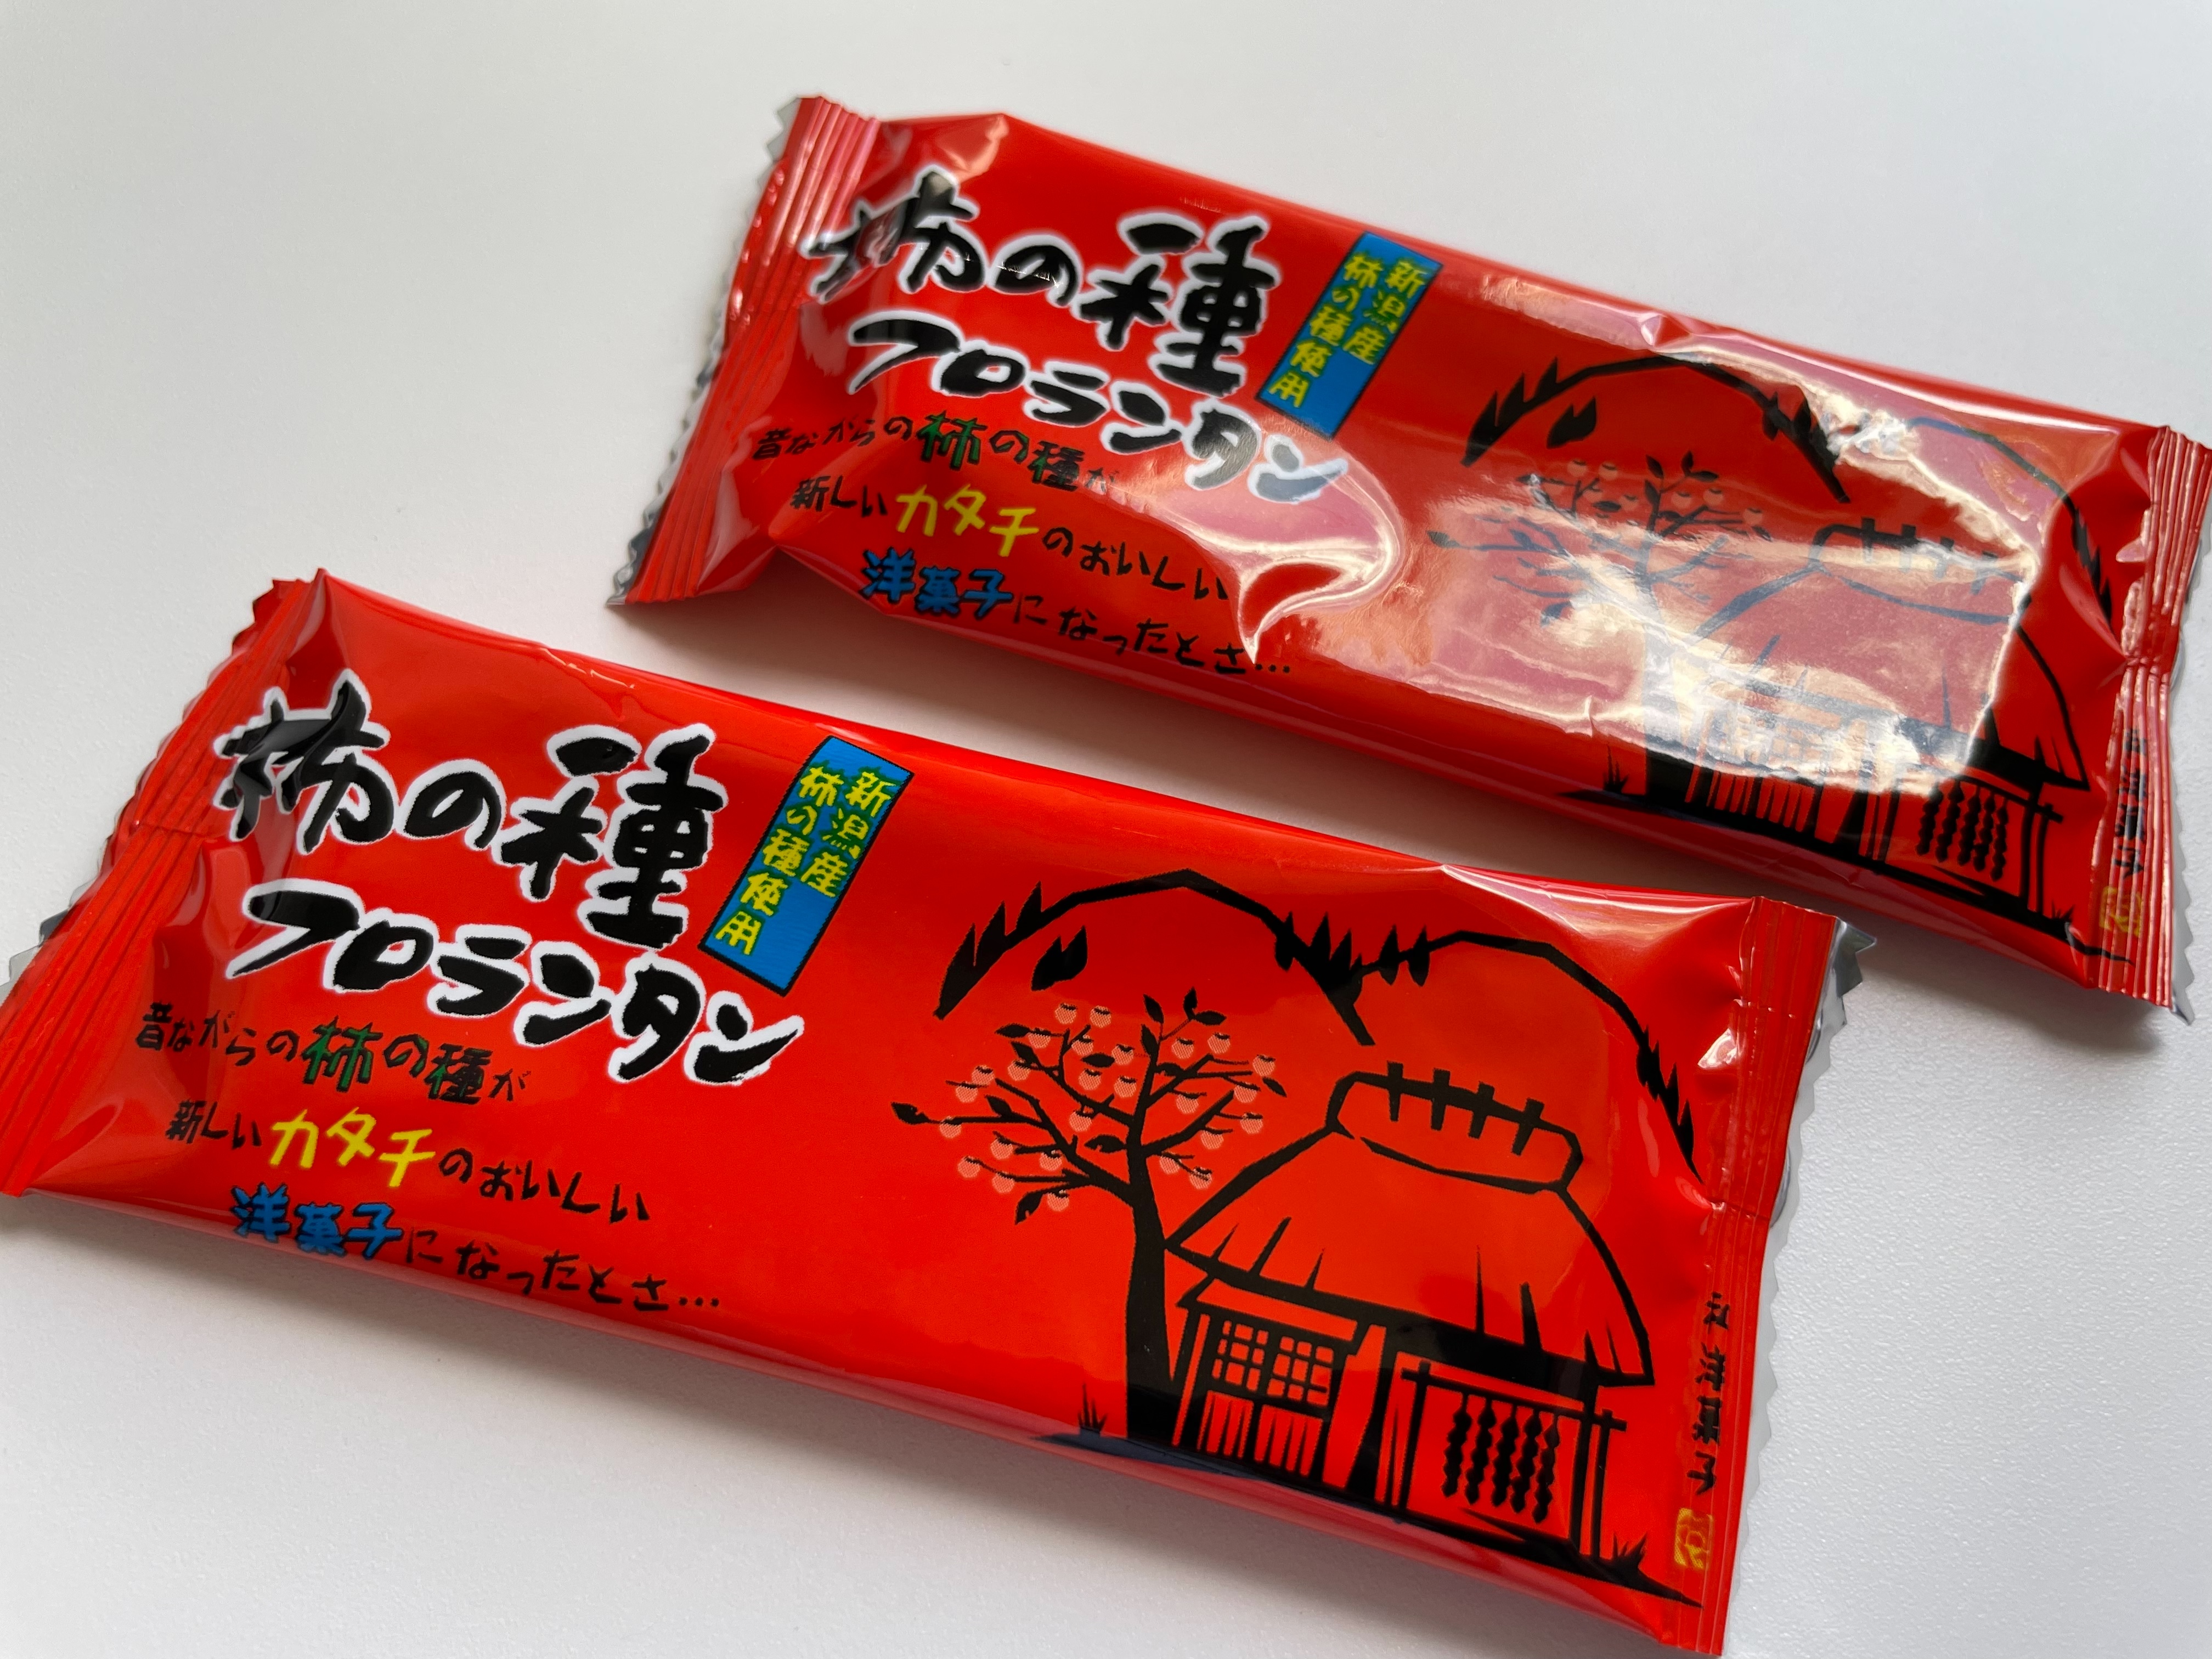 柿の種
フロランタン
新潟産
柿の種使用
昔ながらの柿の種が
新しいカタチのおいしい
洋菓子になったとさ…
柿の種
フロランタン
新潟産
柿の種使用
昔ながらの柿の種が
新しいカタチのおいしい
洋菓子になったとさ…